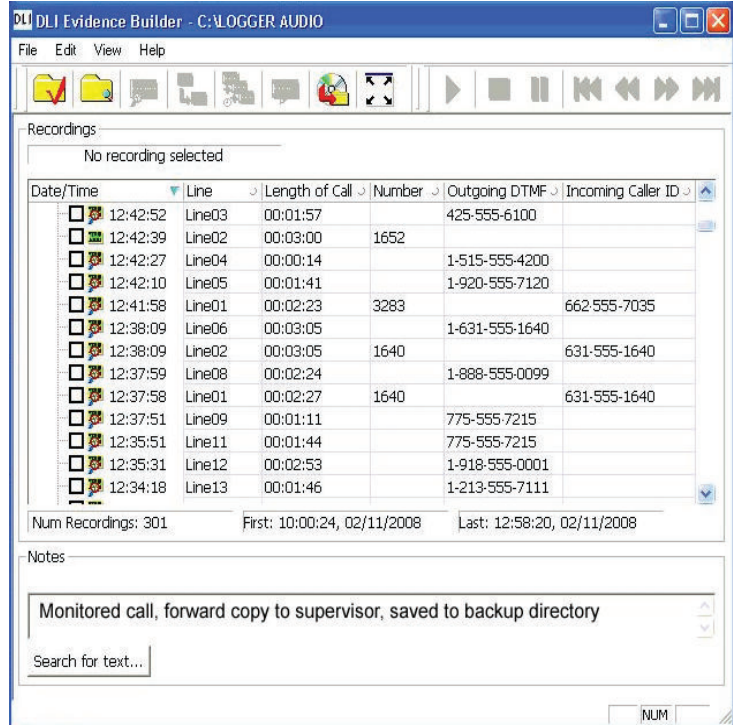 DLI DLI Evidence Builder - C:\LOGGER AUDIO
File Edit View Help
Recordings
No recording selected
Date/Time Line Length of Call Number Outgoing DTMF Incoming Caller ID
12:42:52 Line03 00:01:57 425-555-6100
12:42:39 Line02 00:03:00 1652
12:42:27 Line04 00:00:14 1-515-555-4200
12:42:10 Line05 00:01:41 1-920-555-7120
12:41:58 Line01 00:02:23 3283 662-555-7035
12:38:09 Line06 00:03:05 1-631-555-1640
12:38:09 Line02 00:03:05 1640 631-555-1640
12:37:59 Line08 00:02:24 1-888-555-0099
12:37:58 Line01 00:02:27 1640 631-555-1640
12:37:51 Line09 00:01:11 775-555-7215
12:35:51 Line11 00:01:44 775-555-7215
12:35:31 Line12 00:02:53 1-918-555-0001
12:34:18 Line13 00:01:46 1-213-555-7111
Num Recordings: 301 First: 10:00:24, 02/11/2008 Last: 12:58:20, 02/11/2008
Notes
Monitored call, forward copy to supervisor, saved to backup directory
Search for text...
NUM